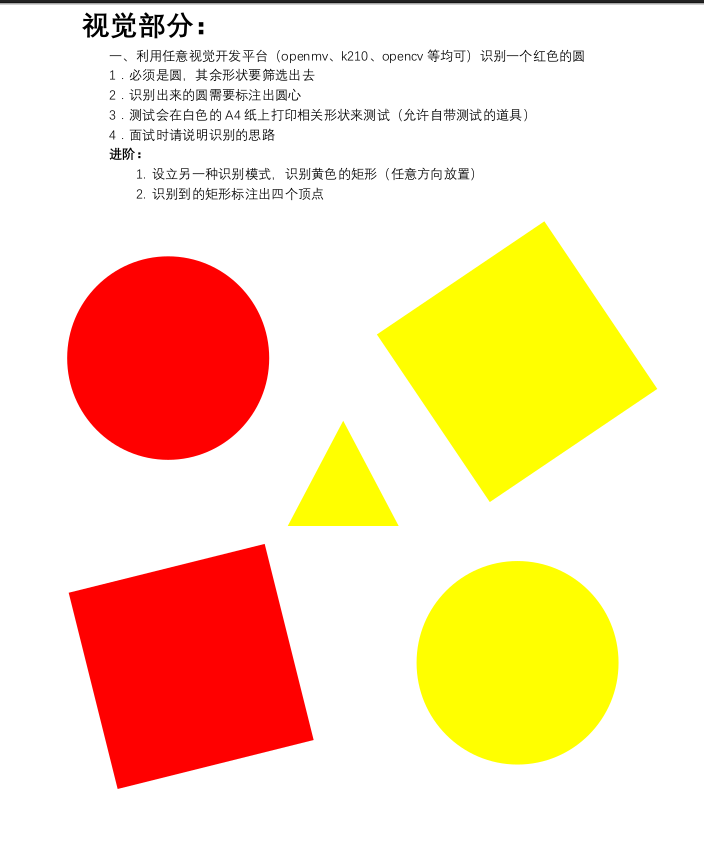 视觉部分：
一、利用任意视觉开发平台（openmv、k210、opencv 等均可）识别一个红色的圆
1．必须是圆，其余形状要筛选出去
2．识别出来的圆需要标注出圆心
3．测试会在白色的 A4 纸上打印相关形状来测试（允许自带测试的道具）
4．面试时请说明识别的思路
进阶：
1. 设立另一种识别模式，识别黄色的矩形（任意方向放置）
2. 识别到的矩形标注出四个顶点